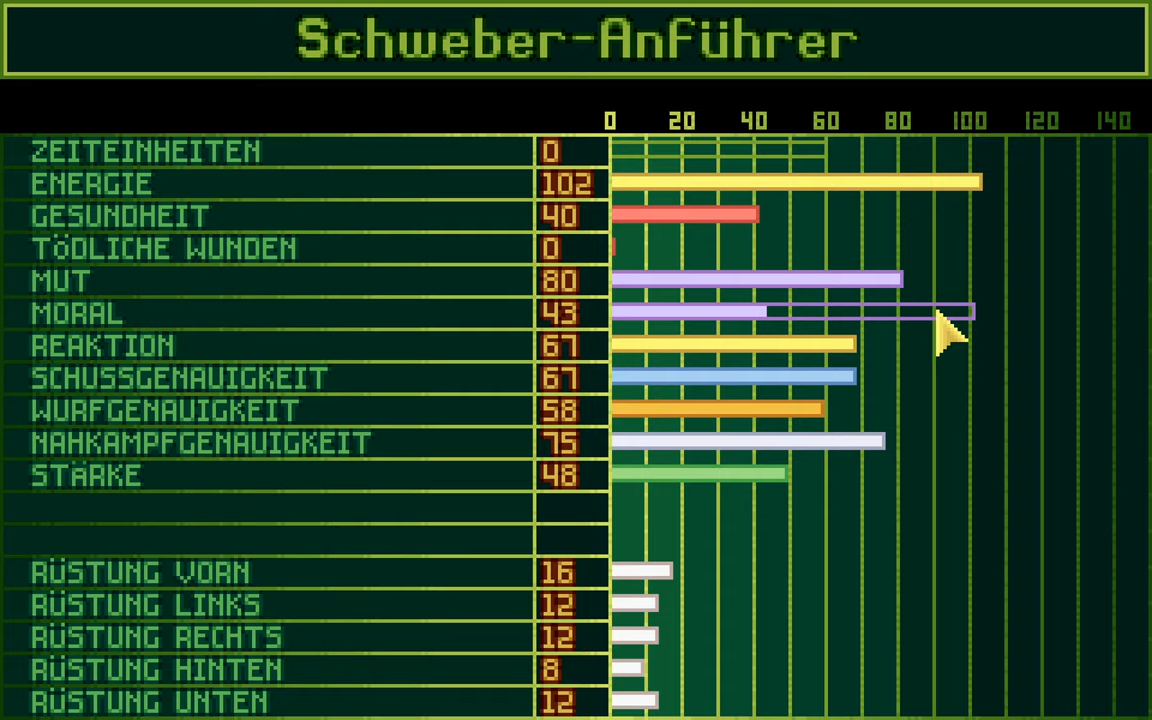 Schweber-Anführer
0 20 40 60 80 100 120 140
ZEITEINHEITEN 0
ENERGIE 102
GESUNDHEIT 40
TÖDLICHE WUNDEN 0
MUT 80
MORAL 43
REAKTION 67
SCHUSSGENAUIGKEIT 67
WURFGENAUIGKEIT 58
NAHKAMPFGENAUIGKEIT 75
STÄRKE 48
RÜSTUNG VORN 16
RÜSTUNG LINKS 12
RÜSTUNG RECHTS 12
RÜSTUNG HINTEN 8
RÜSTUNG UNTEN 12